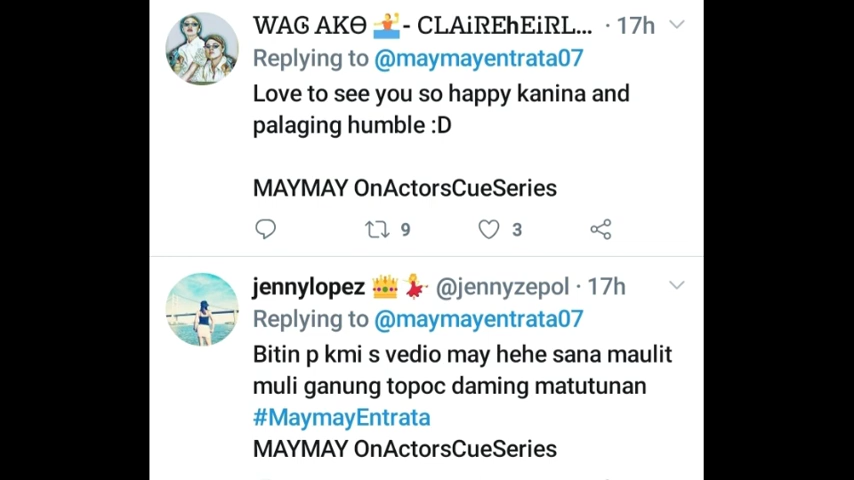 WAG AKO 🤽- CLAiREhEiRL... · 17h
Replying to @maymayentrata07
Love to see you so happy kanina and
palaging humble :D
MAYMAY OnActorsCueSeries
9 3
jennylopez 👑💃 @jennyzepol · 17h
Replying to @maymayentrata07
Bitin p kmi s vedio may hehe sana maulit
muli ganung topoc daming matutunan
#MaymayEntrata
MAYMAY OnActorsCueSeries